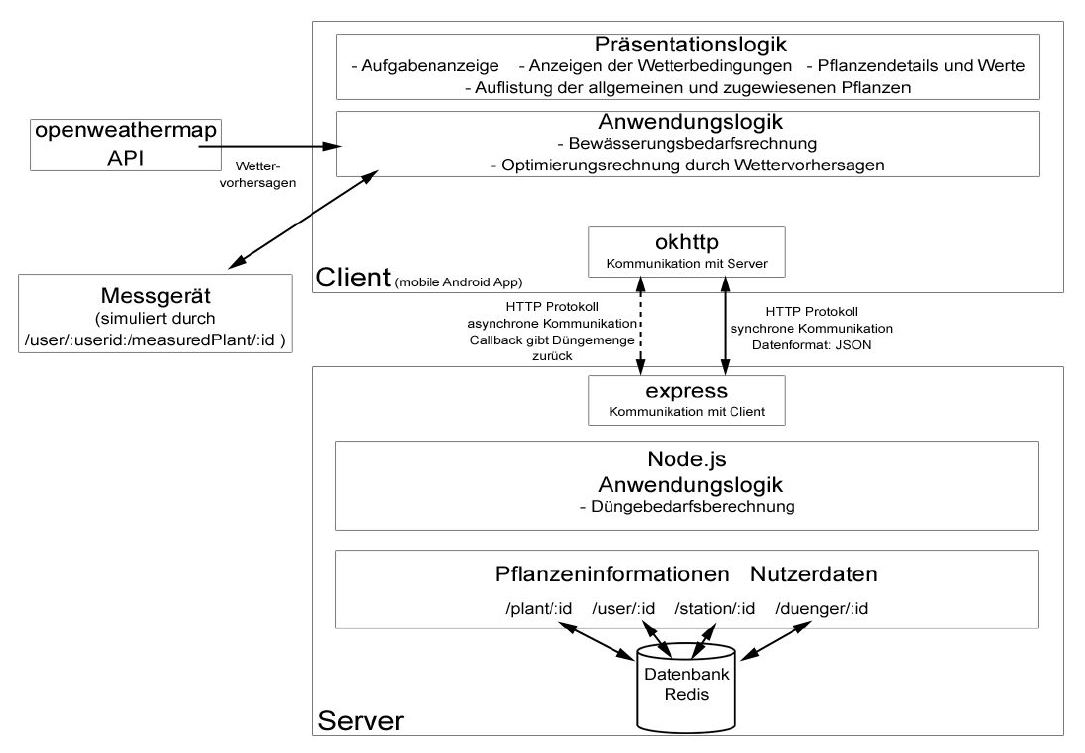 Präsentationslogik
- Aufgabenanzeige - Anzeigen der Wetterbedingungen - Pflanzendetails und Werte
- Auflistung der allgemeinen und zugewiesenen Pflanzen
Anwendungslogik
- Bewässerungsbedarfsrechnung
- Optimierungsrechnung durch Wettervorhersagen
openweathermap
API
Wetter-
vorhersagen
okhttp
Kommunikation mit Server
Client (mobile Android App)
Messgerät
(simuliert durch
/user/:userid:/measuredPlant/:id )
HTTP Protokoll
asynchrone Kommunikation
Callback gibt Düngemenge
zurück
HTTP Protokoll
synchrone Kommunikation
Datenformat: JSON
express
Kommunikation mit Client
Node.js
Anwendungslogik
- Düngebedarfsberechnung
Pflanzeninformationen Nutzerdaten
/plant/:id /user/:id /station/:id /duenger/:id
Datenbank
Redis
Server